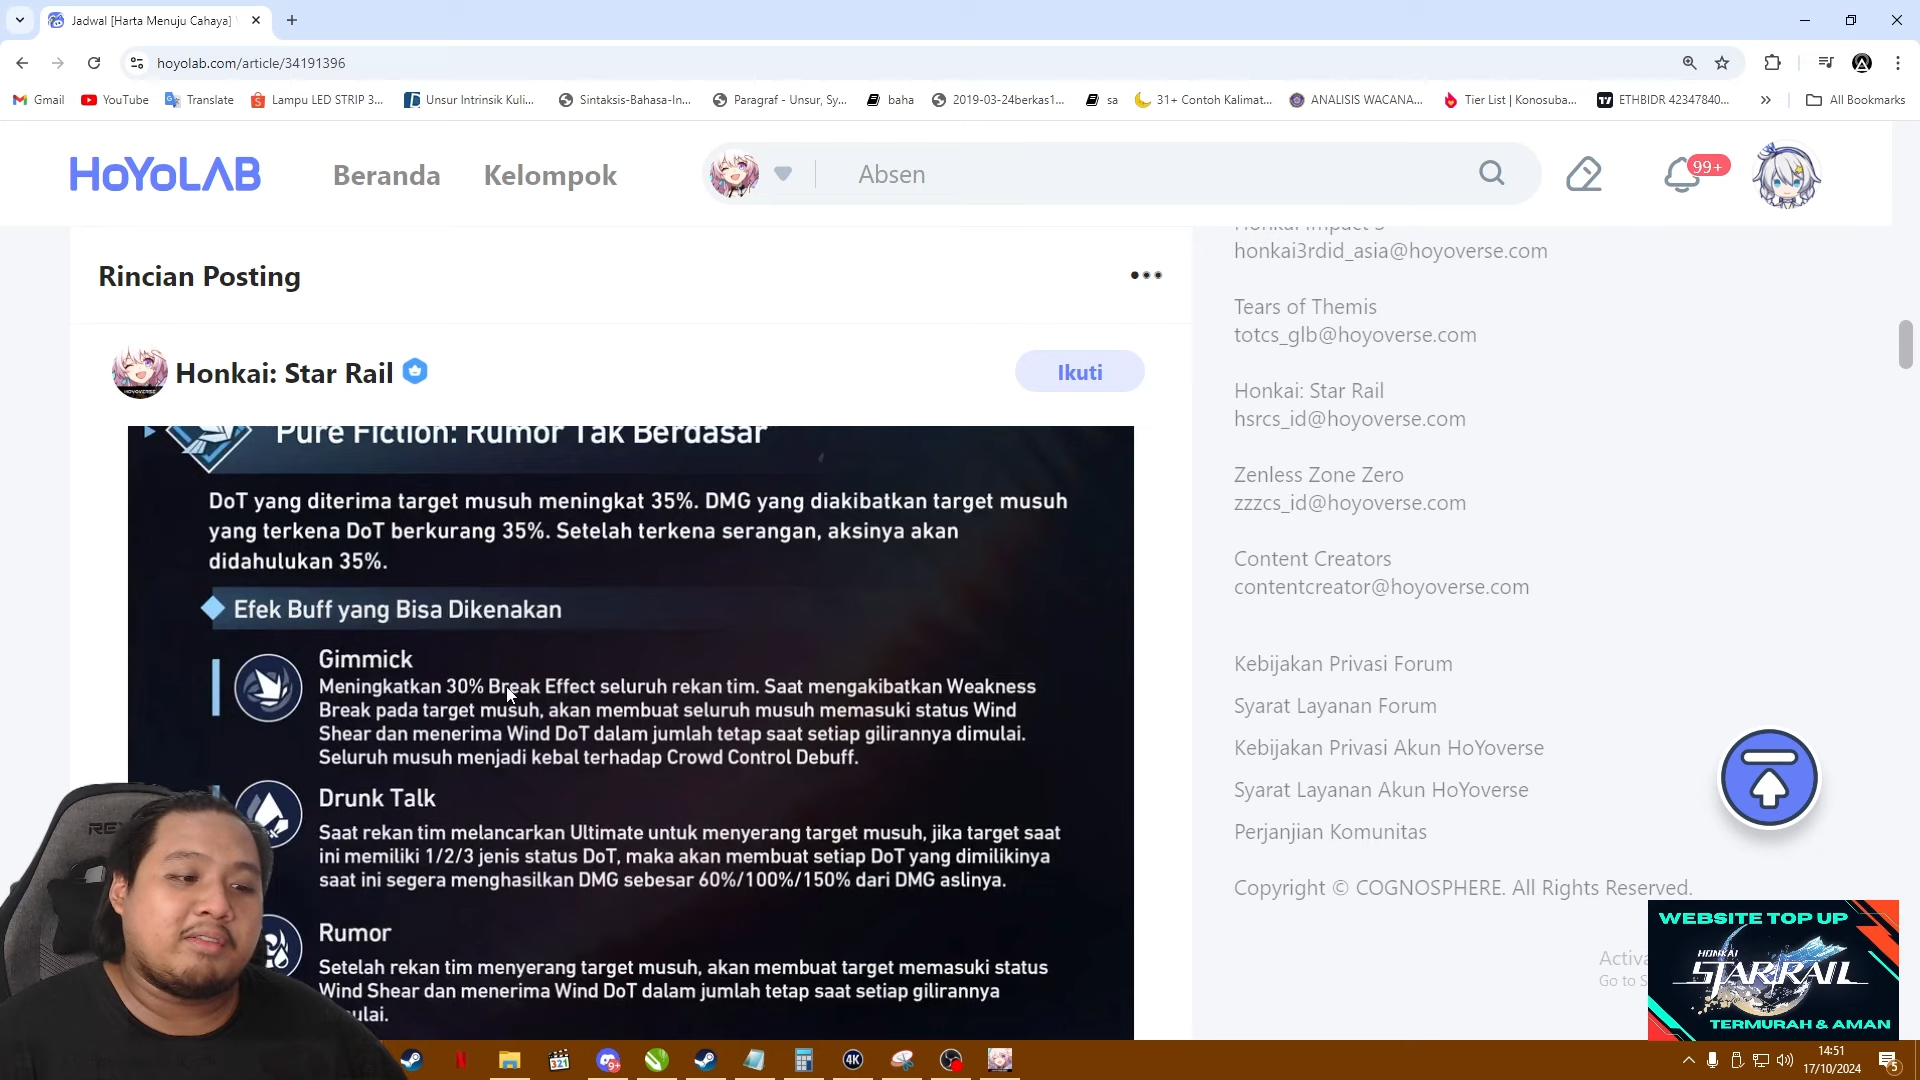 Jadwal [Harta Menuju Cahaya]
hoyolab.com/article/34191396
Gmail
YouTube
Translate
Lampu LED STRIP 3...
Unsur Intrinsik Kuli...
Sintaksis-Bahasa-In...
Paragraf - Unsur, Sy...
baha
2019-03-24berkas1...
sa
31+ Contoh Kalimat...
ANALISIS WACANA...
Tier List | Konosuba...
ETHBIDR 42347840...
All Bookmarks
HoYoLAB
Beranda
Kelompok
Absen
99+
Rincian Posting
Honkai: Star Rail
Ikuti
Pure Fiction: Rumor Tak Berdasar
DoT yang diterima target musuh meningkat 35%. DMG yang diakibatkan target musuh
yang terkena DoT berkurang 35%. Setelah terkena serangan, aksinya akan
didahulukan 35%.
Efek Buff yang Bisa Dikenakan
Gimmick
Meningkatkan 30% Break Effect seluruh rekan tim. Saat mengakibatkan Weakness
Break pada target musuh, akan membuat seluruh musuh memasuki status Wind
Shear dan menerima Wind DoT dalam jumlah tetap saat setiap gilirannya dimulai.
Seluruh musuh menjadi kebal terhadap Crowd Control Debuff.
Drunk Talk
Saat rekan tim melancarkan Ultimate untuk menyerang target musuh, jika target saat
ini memiliki 1/2/3 jenis status DoT, maka akan membuat setiap DoT yang dimilikinya
saat ini segera menghasilkan DMG sebesar 60%/100%/150% dari DMG aslinya.
Rumor
Setelah rekan tim menyerang target musuh, akan membuat target memasuki status
Wind Shear dan menerima Wind DoT dalam jumlah tetap saat setiap gilirannya
Honkai Impact 3
honkai3rdid_asia@hoyoverse.com
Tears of Themis
totcs_glb@hoyoverse.com
Honkai: Star Rail
hsrcs_id@hoyoverse.com
Zenless Zone Zero
zzzcs_id@hoyoverse.com
Content Creators
contentcreator@hoyoverse.com
Kebijakan Privasi Forum
Syarat Layanan Forum
Kebijakan Privasi Akun HoYoverse
Syarat Layanan Akun HoYoverse
Perjanjian Komunitas
Copyright © COGNOSPHERE. All Rights Reserved.
Go to S
WEBSITE TOP UP
HONKAI
STAR RAIL
TERMURAH & AMAN
321
9+
4K
14:51
17/10/2024
5